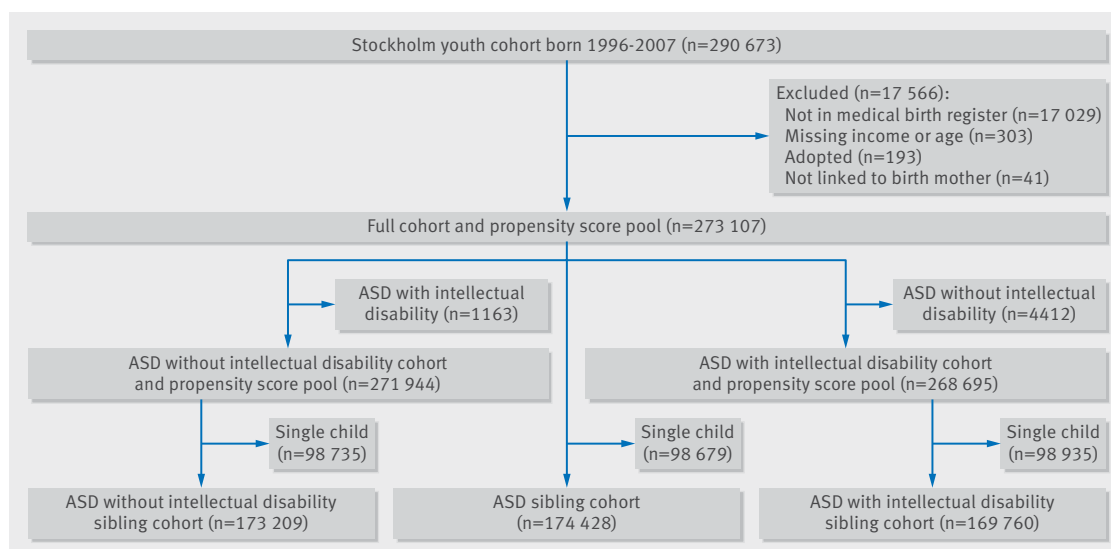 Stockholm youth cohort born 1996-2007 (n=290 673)
Excluded (n=17 566):
Not in medical birth register (n=17 029)
Missing income or age (n=303)
Adopted (n=193)
Not linked to birth mother (n=41)
Full cohort and propensity score pool (n=273 107)
ASD with intellectual
disability (n=1163)
ASD without intellectual
disability (n=4412)
ASD without intellectual disability cohort
and propensity score pool (n=271 944)
ASD with intellectual disability cohort
and propensity score pool (n=268 695)
Single child
(n=98 735)
Single child
(n=98 679)
Single child
(n=98 935)
ASD without intellectual disability
sibling cohort (n=173 209)
ASD sibling cohort
(n=174 428)
ASD with intellectual disability
sibling cohort (n=169 760)